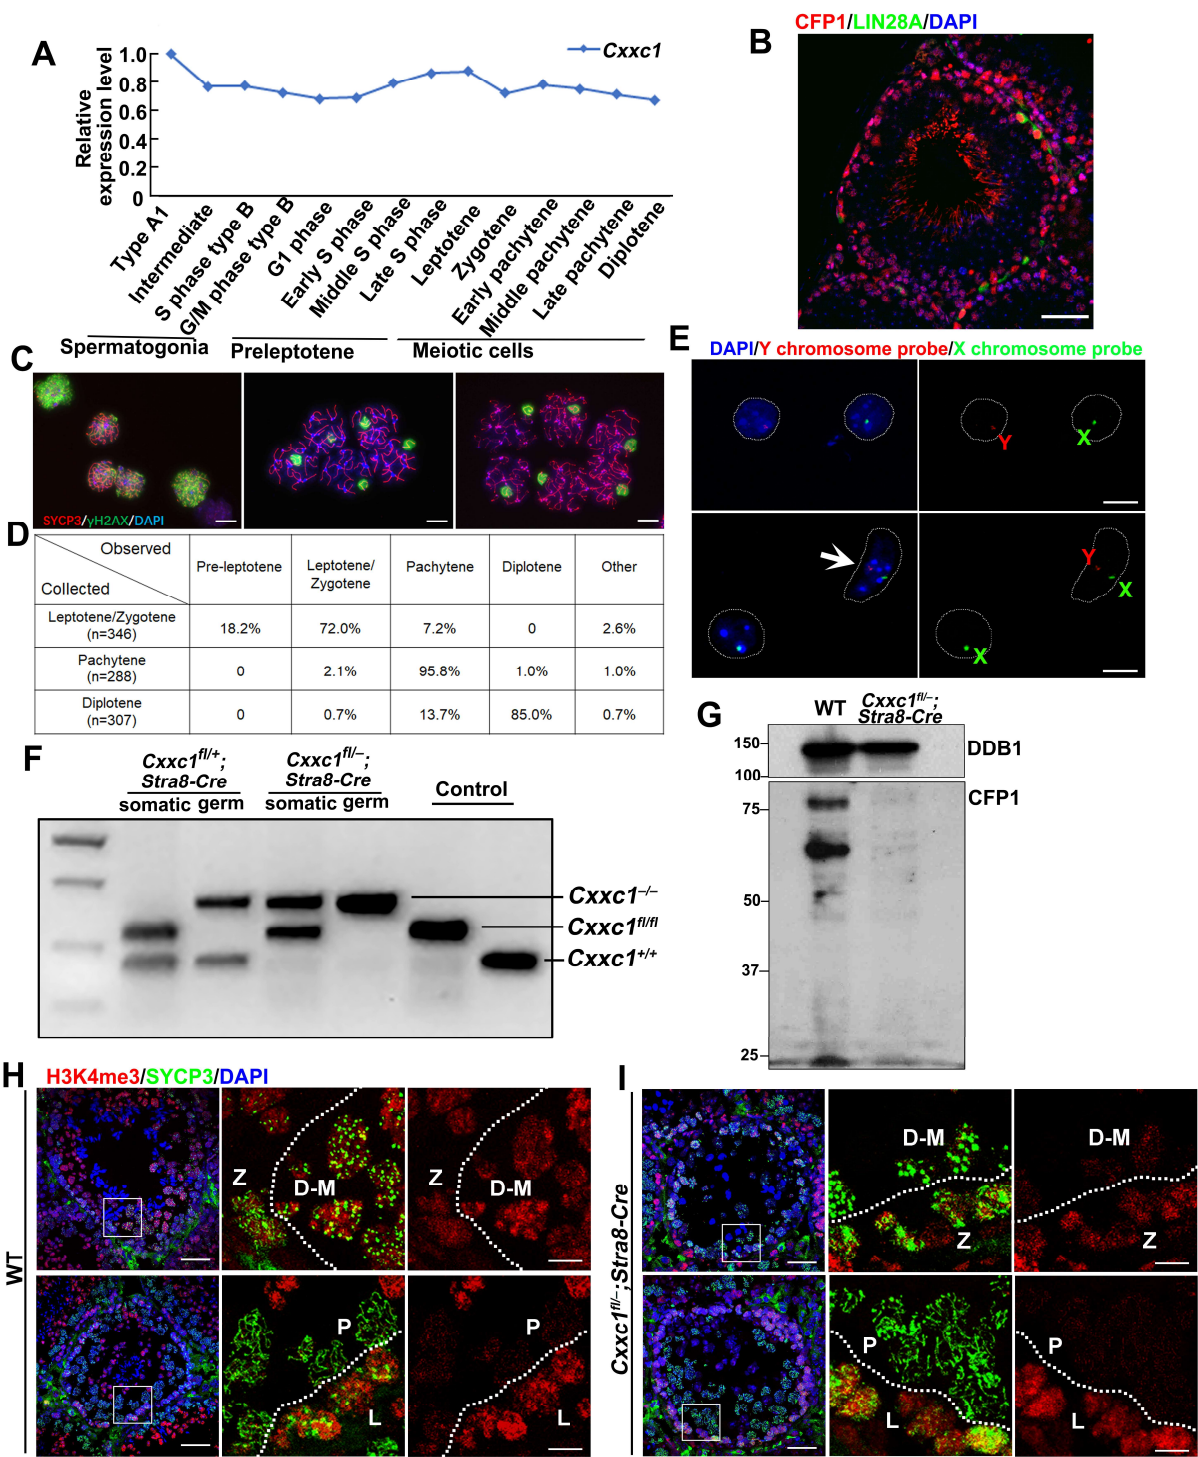 A
Relative
expression level
1.0
0.8
0.6
0.4
0.2
0
Cxxc1
Type A1
Intermediate
S phase type B
G/M phase type B
G1 phase
Early S phase
Middle S phase
Late S phase
Leptotene
Zygotene
Early pachytene
Middle pachytene
Late pachytene
Diplotene
Spermatogonia
Preleptotene
Meiotic cells
B
CFP1/LIN28A/DAPI
C
SYCP3/γH2AX/DAPI
D
Observed
Collected
Pre-leptotene
Leptotene/
Zygotene
Pachytene
Diplotene
Other
Leptotene/Zygotene
(n=346)
18.2%
72.0%
7.2%
0
2.6%
Pachytene
(n=288)
0
2.1%
95.8%
1.0%
1.0%
Diplotene
(n=307)
0
0.7%
13.7%
85.0%
0.7%
E
DAPI/Y chromosome probe/X chromosome probe
Y
X
Y
X
X
F
Cxxc1fl/+;
Stra8-Cre
somatic germ
Cxxc1fl/–;
Stra8-Cre
somatic germ
Control
Cxxc1–/–
Cxxc1fl/fl
Cxxc1+/+
G
WT
Cxxc1fl/–;
Stra8-Cre
150
100
DDB1
CFP1
75
50
37
25
H
H3K4me3/SYCP3/DAPI
WT
Z
D-M
Z
D-M
P
L
P
L
I
Cxxc1fl/–;Stra8-Cre
D-M
Z
D-M
Z
P
L
P
L